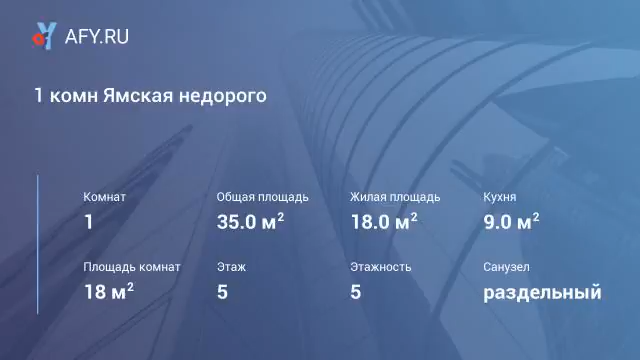 AFY.RU
1 комн Ямская недорого
Комнат Общая площадь Жилая площадь Кухня
1 35.0 м² 18.0 м² 9.0 м²
Площадь комнат Этаж Этажность Санузел
18 м² 5 5 раздельный